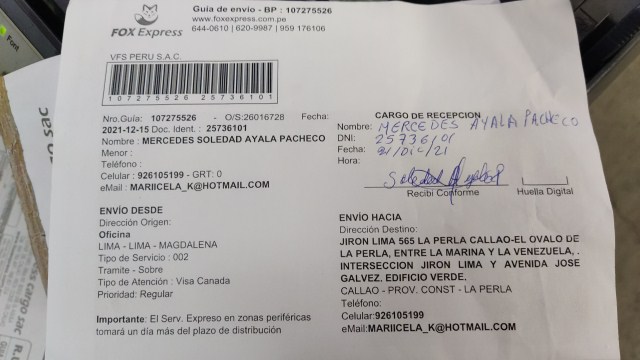 Guía de envío - BP : 107275526
www.foxexpress.com.pe
644-0610 | 620-9987 | 959 176106
FOX Express
VFS PERU S.A.C.
107275526 25736101
Nro.Guía: 107275526 - O/S:26016728 Fecha:
2021-12-15 Doc. Ident.: 25736101
Nombre : MERCEDES SOLEDAD AYALA PACHECO
Menor :
Teléfono :
Celular : 926105199 - GRT: 0
eMail : MARIICELA_K@HOTMAIL.COM
ENVÍO DESDE
Dirección Origen:
Oficina
LIMA - LIMA - MAGDALENA
Tipo de Servicio : 002
Tramite - Sobre
Tipo de Atención : Visa Canada
Prioridad: Regular
Importante: El Serv. Expreso en zonas periféricas
tomará un día más del plazo de distribución
CARGO DE RECEPCION
Nombre: MERCEDES AYALA PACHECO
DNI: 25736101
Fecha: 21/DIC/21
Hora:
Soledad Ayala
Recibi Conforme
Huella Digital
ENVÍO HACIA
Dirección Destino:
JIRON LIMA 565 LA PERLA CALLAO-EL OVALO DE
LA PERLA, ENTRE LA MARINA Y LA VENEZUELA, .
INTERSECCION JIRON LIMA Y AVENIDA JOSE
GALVEZ. EDIFICIO VERDE.
CALLAO - PROV. CONST - LA PERLA
Teléfono:
Celular:926105199
eMail:MARIICELA_K@HOTMAIL.COM